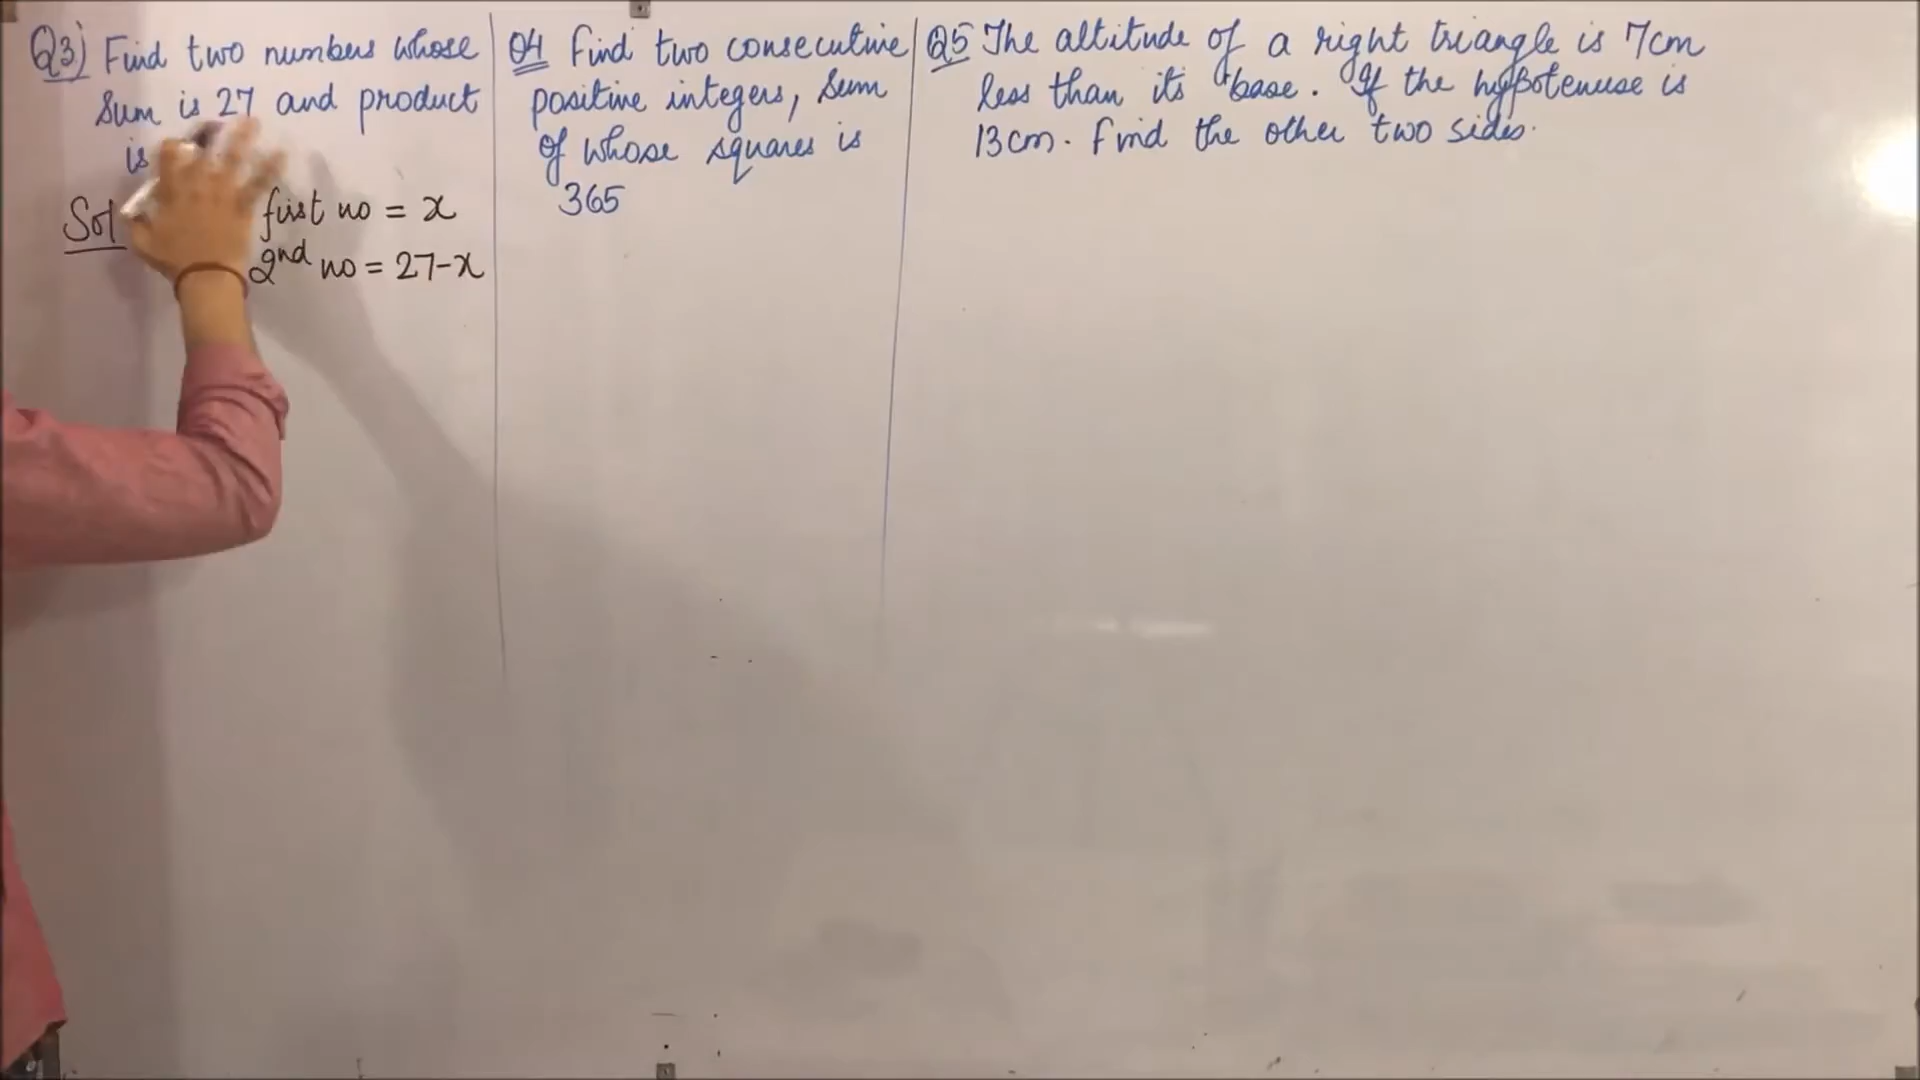 Q3) Find two numbers whose
Sum is 27 and product
is
Sol first no = x
2nd no = 27-x
Q4 Find two consecutive
positive integers, sum
of whose squares is
365
Q5 The altitude of a right triangle is 7cm
less than its base. If the hypotenuse is
13cm. Find the other two sides.